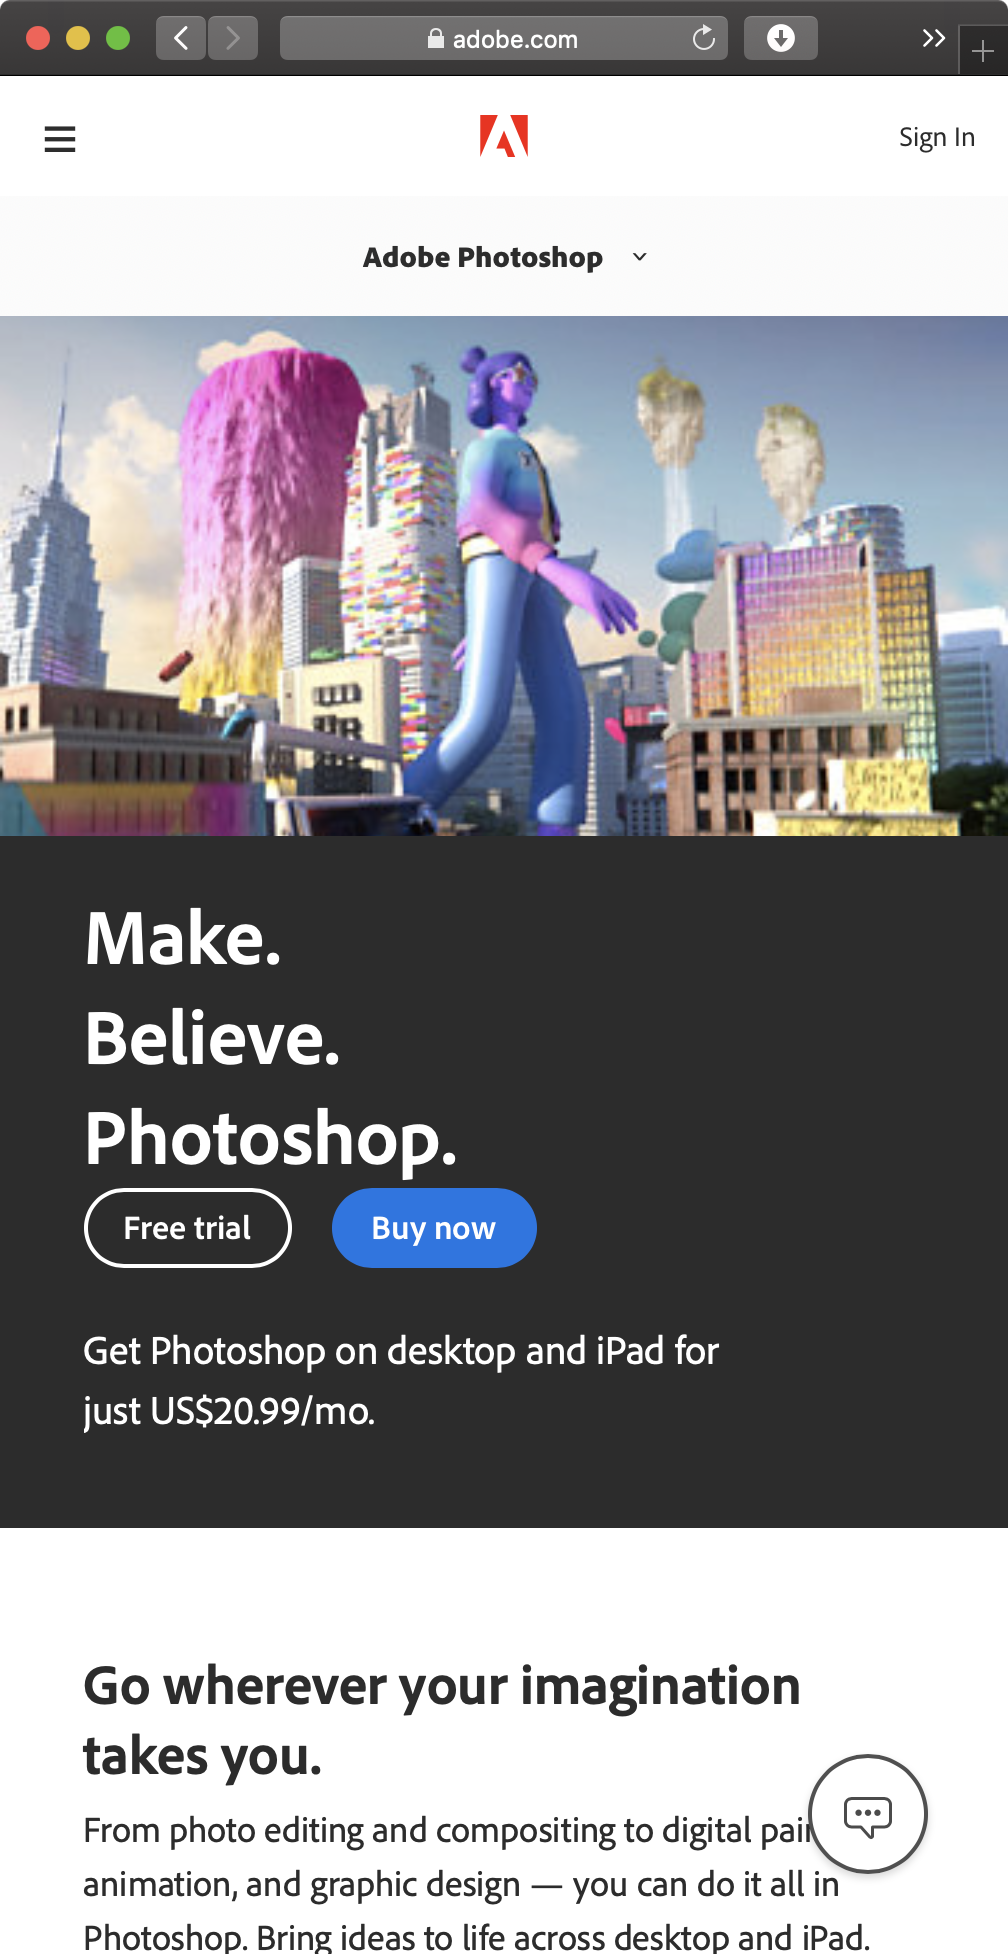 adobe.com
Sign In
Adobe Photoshop
Make.
Believe.
Photoshop.
Free trial
Buy now
Get Photoshop on desktop and iPad for
just US$20.99/mo.
Go wherever your imagination
takes you.
From photo editing and compositing to digital
animation, and graphic design — you can do it all in
Photoshop. Bring ideas to life across desktop and iPad.